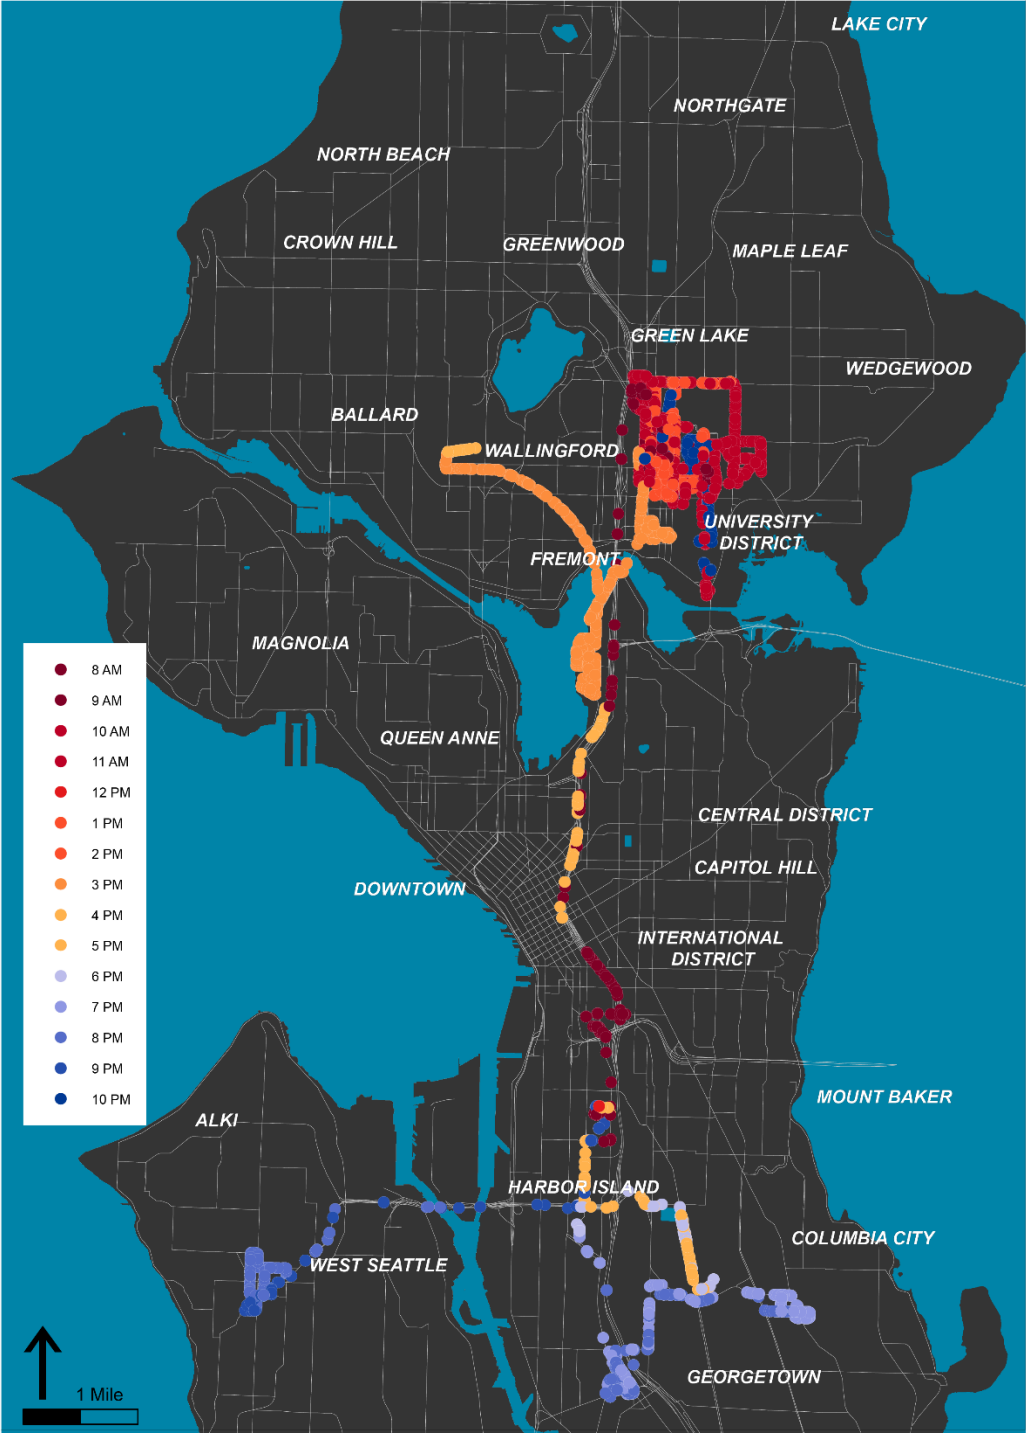 LAKE CITY
NORTHGATE
NORTH BEACH
CROWN HILL
GREENWOOD
MAPLE LEAF
GREEN LAKE
WEDGEWOOD
BALLARD
WALLINGFORD
UNIVERSITY
DISTRICT
FREMONT
MAGNOLIA
8 AM
9 AM
10 AM
11 AM
12 PM
1 PM
2 PM
3 PM
4 PM
5 PM
6 PM
7 PM
8 PM
9 PM
10 PM
QUEEN ANNE
CENTRAL DISTRICT
CAPITOL HILL
DOWNTOWN
INTERNATIONAL
DISTRICT
MOUNT BAKER
ALKI
HARBOR ISLAND
COLUMBIA CITY
WEST SEATTLE
GEORGETOWN
1 Mile